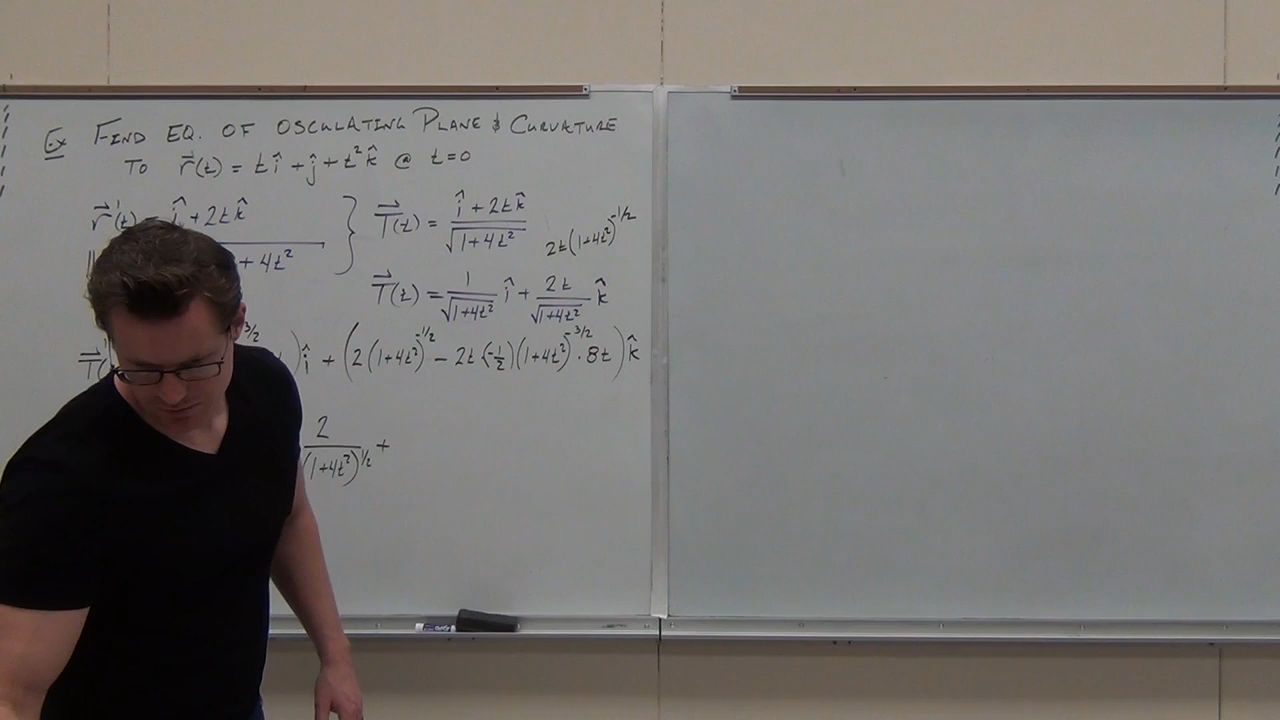 Ex Find Eq. of Osculating Plane & Curvature
to r⃗(t) = t î + ĵ + t² k̂ @ t=0
r⃗'(t) = î + 2t k̂
+ 4t²
T⃗(t) = (î + 2t k̂)/√(1+4t²)
2t(1+4t²)^(-1/2)
T⃗(t) = 1/√(1+4t²) î + 2t/√(1+4t²) k̂
T⃗ ) î + (2(1+4t²)^(-1/2) − 2t·(-1/2)(1+4t²)^(-3/2) · 8t) k̂
2/(1+4t²)^(1/2) +